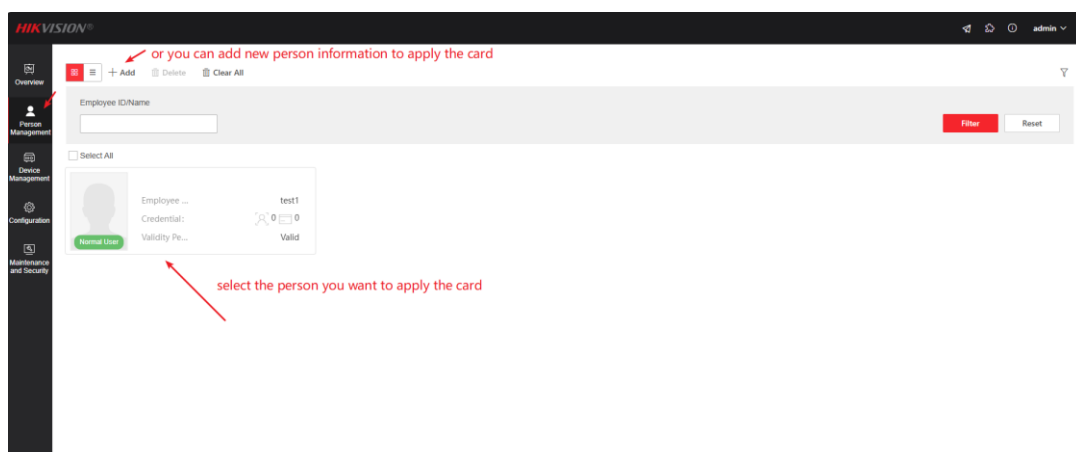 HIKVISION®
admin
or you can add new person information to apply the card
+ Add
Delete
Clear All
Overview
Employee ID/Name
Person
Management
Filter
Reset
Select All
Device
Management
Employee ...
test1
Credential:
0
0
Normal User
Validity Pe...
Valid
Configuration
Maintenance
and Security
select the person you want to apply the card